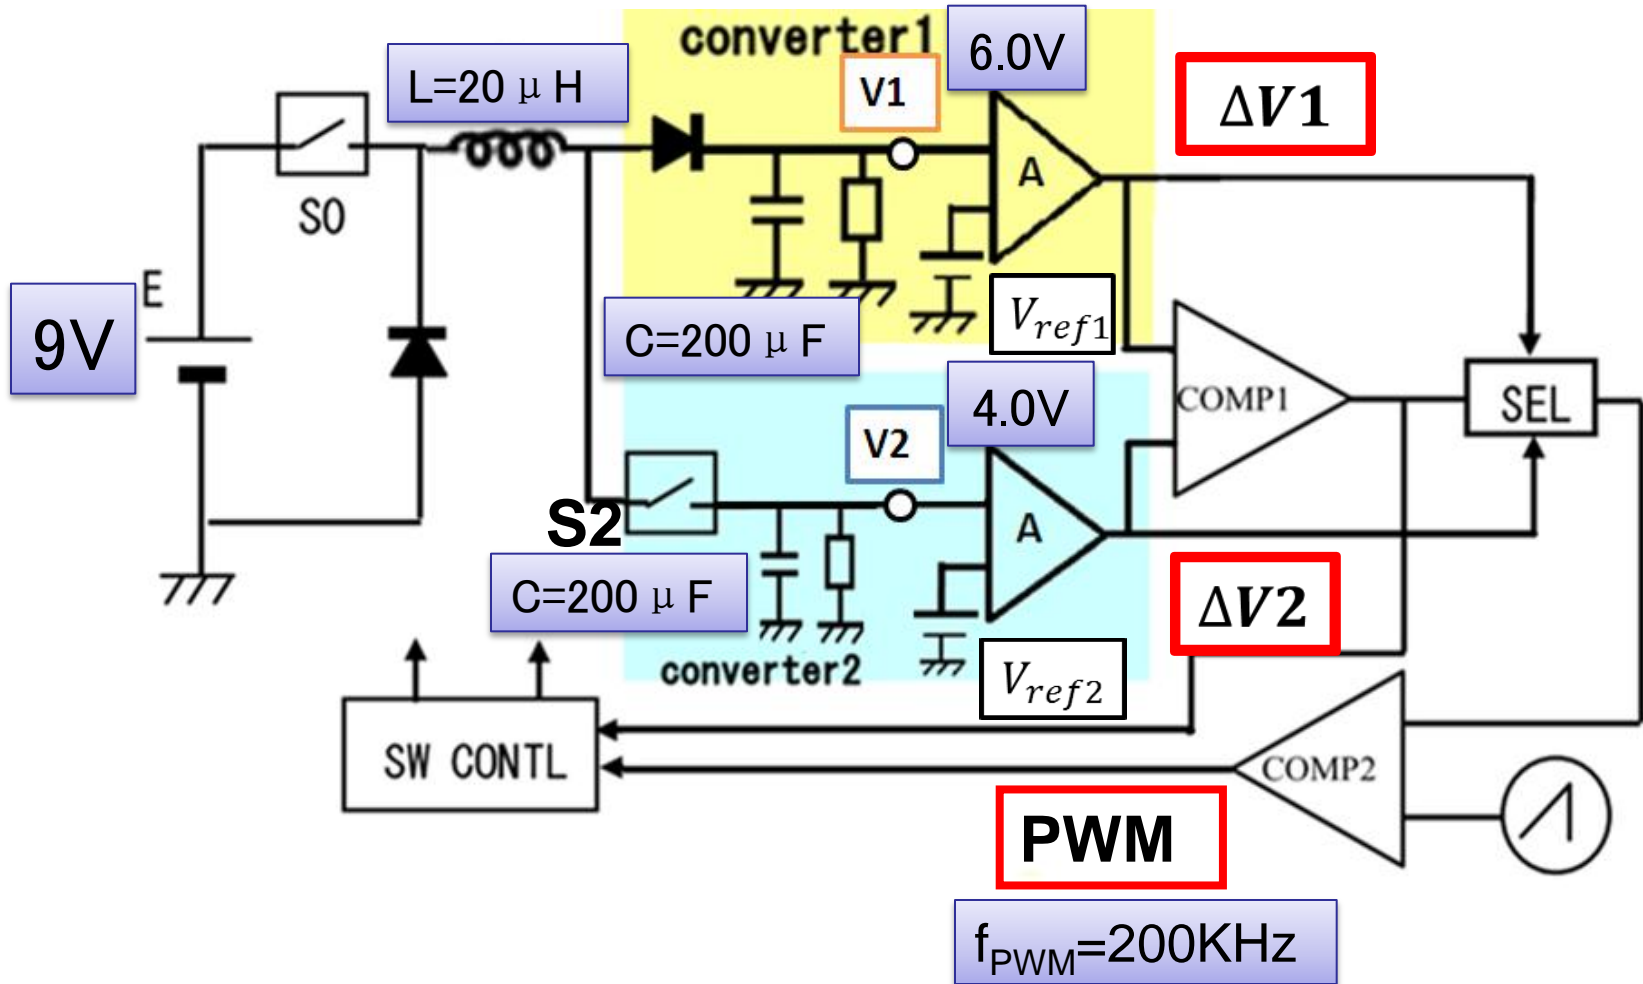 converter1
6.0V
L=20μH
V1
ΔV1
A
S0
E
9V
Vref1
C=200μF
COMP1
4.0V
SEL
V2
S2
A
C=200μF
ΔV2
converter2
Vref2
SW CONTL
COMP2
PWM
fPWM=200KHz